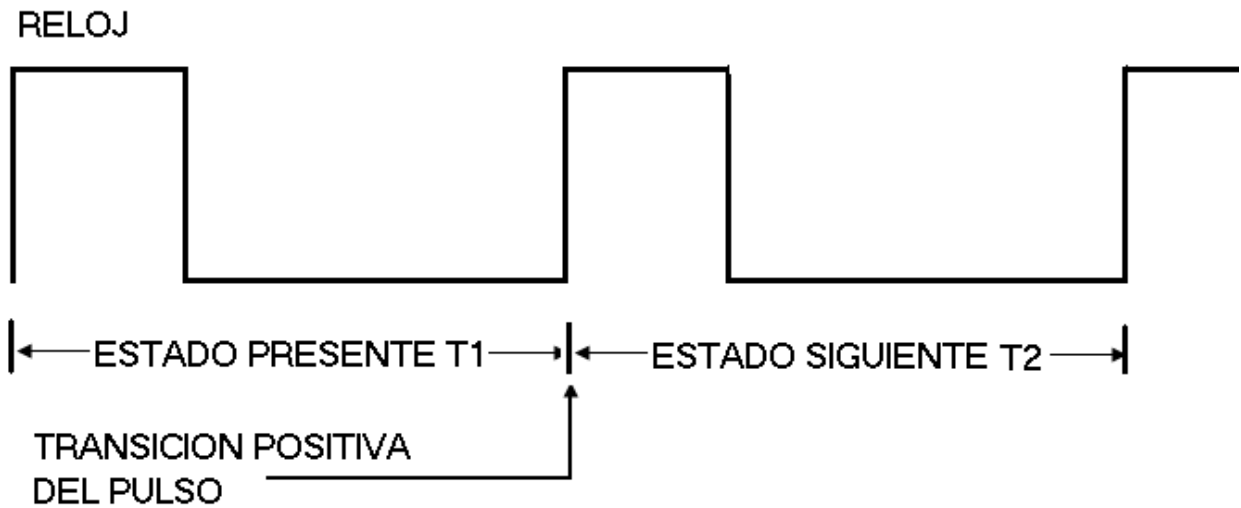 RELOJ
ESTADO PRESENTE T1
ESTADO SIGUIENTE T2
TRANSICION POSITIVA
DEL PULSO